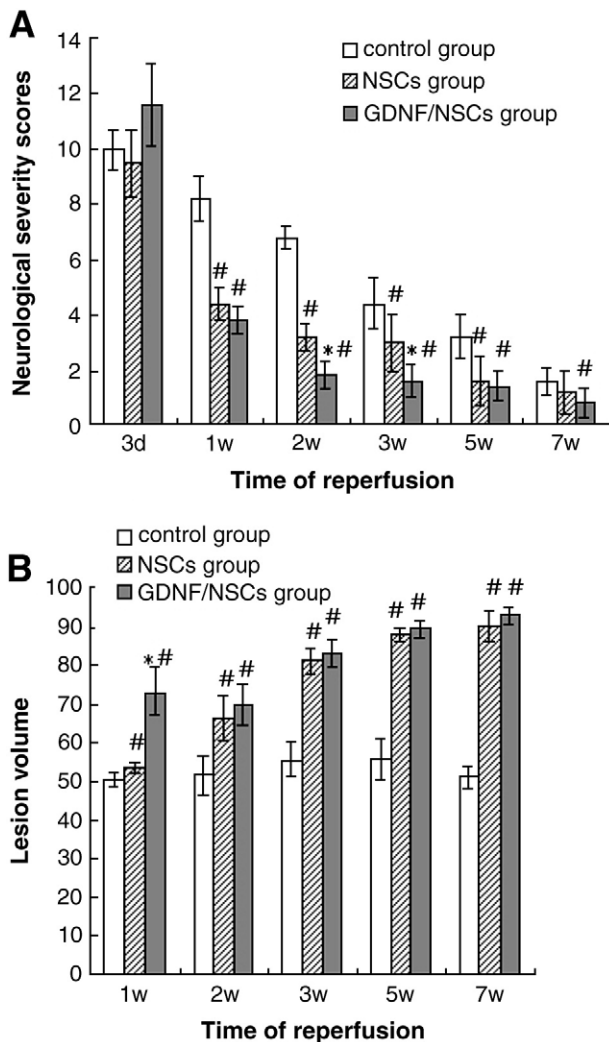 A
14
12
10
8
6
4
2
0
Neurological severity scores
control group
NSCs group
GDNF/NSCs group
# #
# *#
# *#
# #
#
3d 1w 2w 3w 5w 7w
Time of reperfusion
B
control group
NSCs group
GDNF/NSCs group
100
90
80
70
60
50
40
30
20
10
0
Lesion volume
# *#
# #
# #
# #
# #
1w 2w 3w 5w 7w
Time of reperfusion